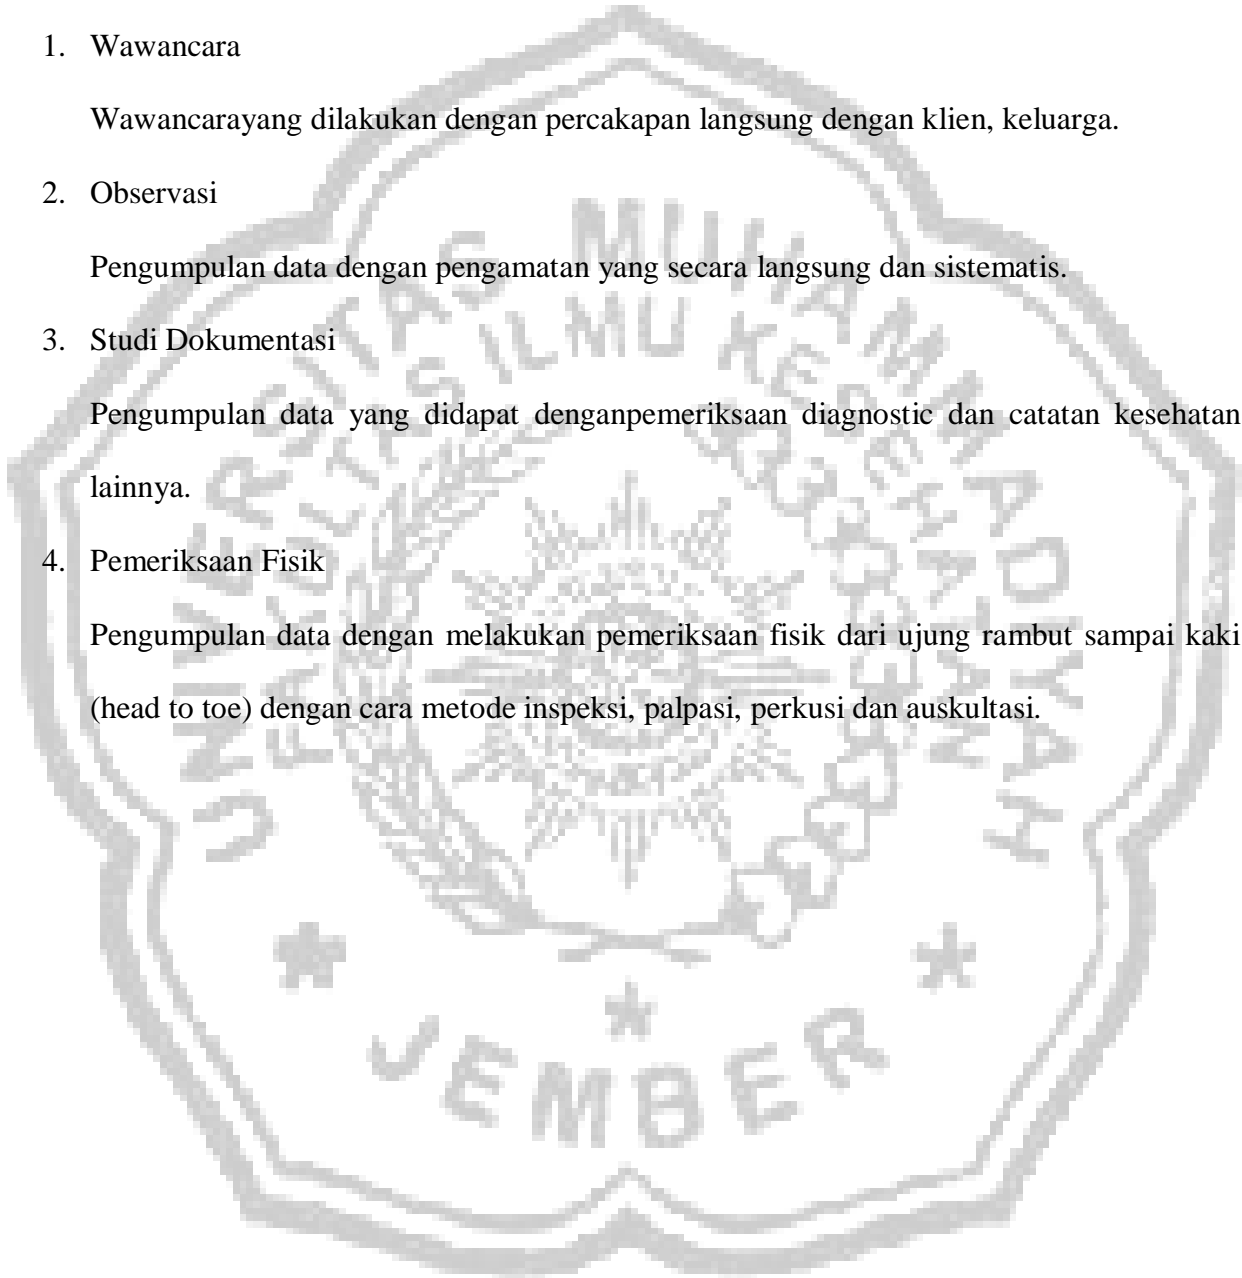 1. Wawancara
Wawancarayang dilakukan dengan percakapan langsung dengan klien, keluarga.
2. Observasi
Pengumpulan data dengan pengamatan yang secara langsung dan sistematis.
3. Studi Dokumentasi
Pengumpulan data yang didapat denganpemeriksaan diagnostic dan catatan kesehatan
lainnya.
4. Pemeriksaan Fisik
Pengumpulan data dengan melakukan pemeriksaan fisik dari ujung rambut sampai kaki
(head to toe) dengan cara metode inspeksi, palpasi, perkusi dan auskultasi.
UNIVERSITAS MUHAMMADIYAH
FAKULTAS ILMU KESEHATAN
JEMBER